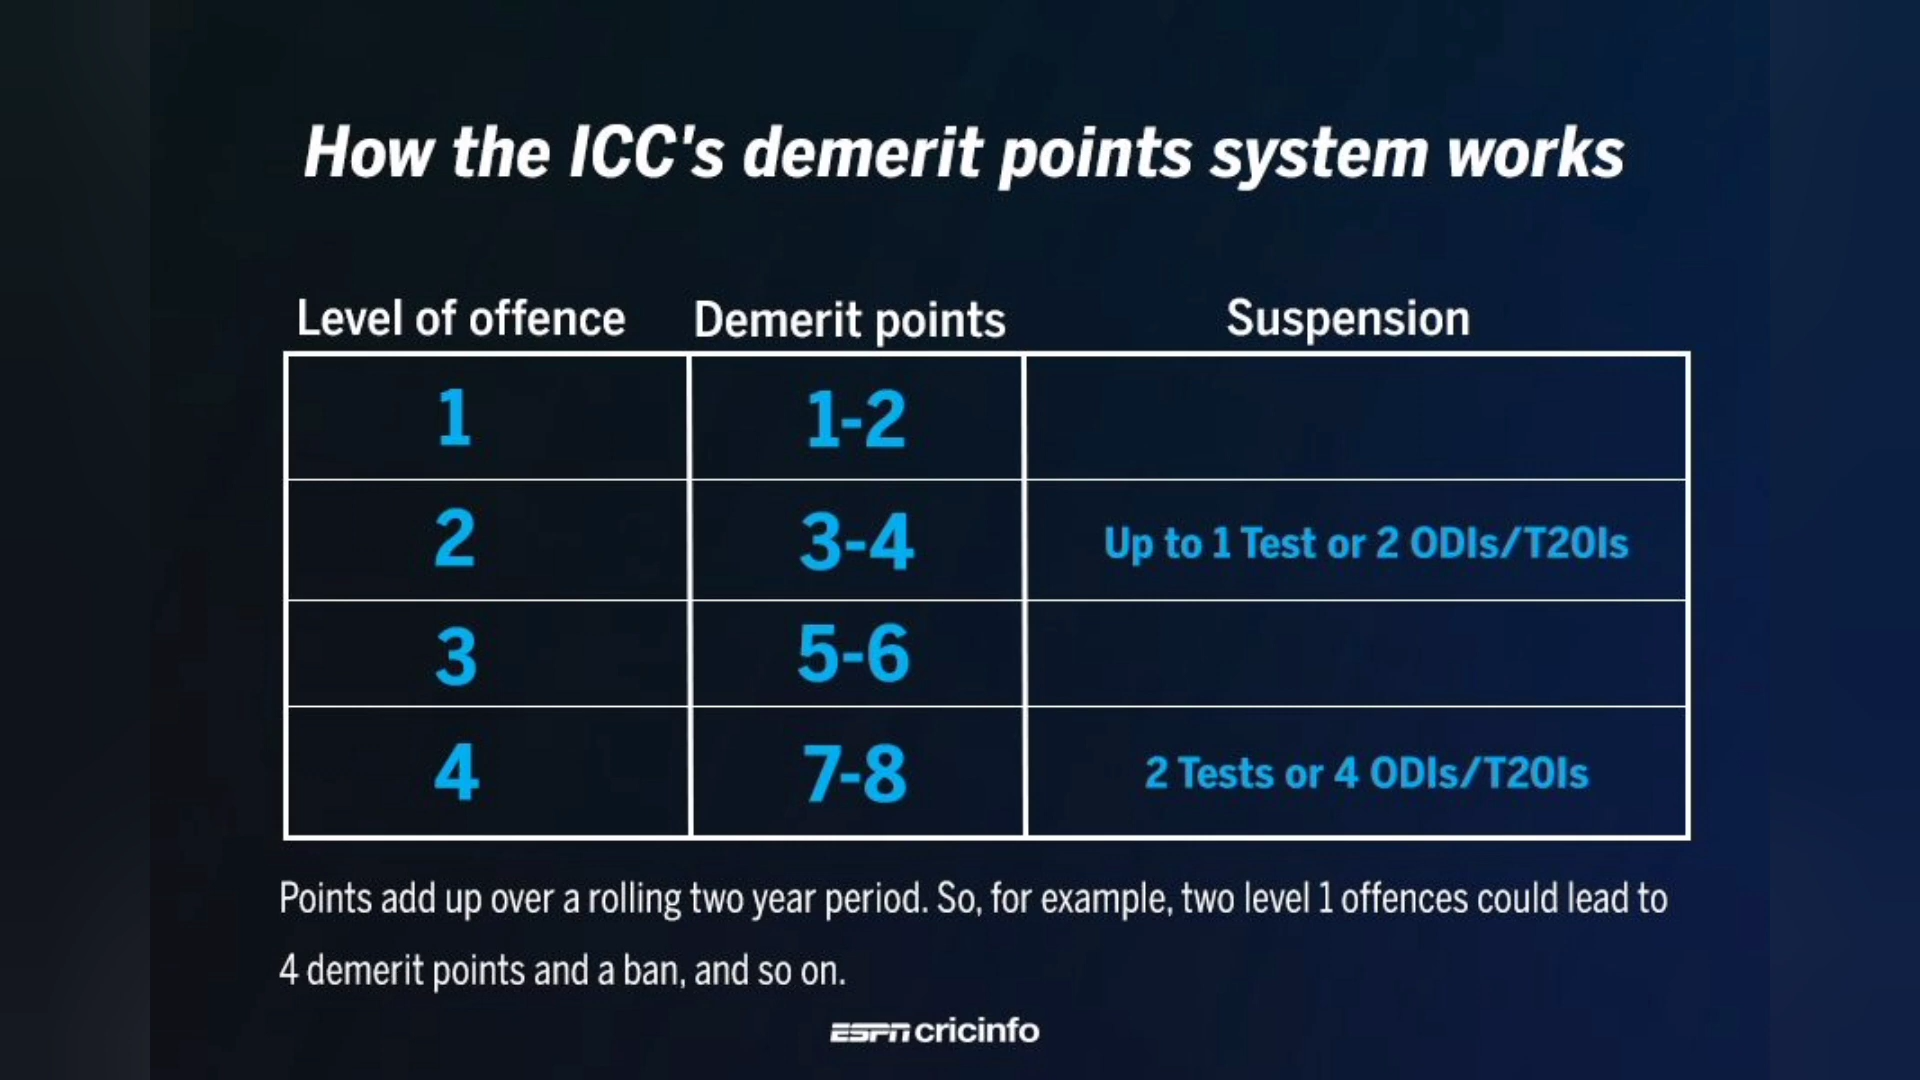 How the ICC's demerit points system works
Level of offence Demerit points Suspension
1 1-2
2 3-4 Up to 1 Test or 2 ODIs/T20Is
3 5-6
4 7-8 2 Tests or 4 ODIs/T20Is
Points add up over a rolling two year period. So, for example, two level 1 offences could lead to
4 demerit points and a ban, and so on.
ESPN cricinfo